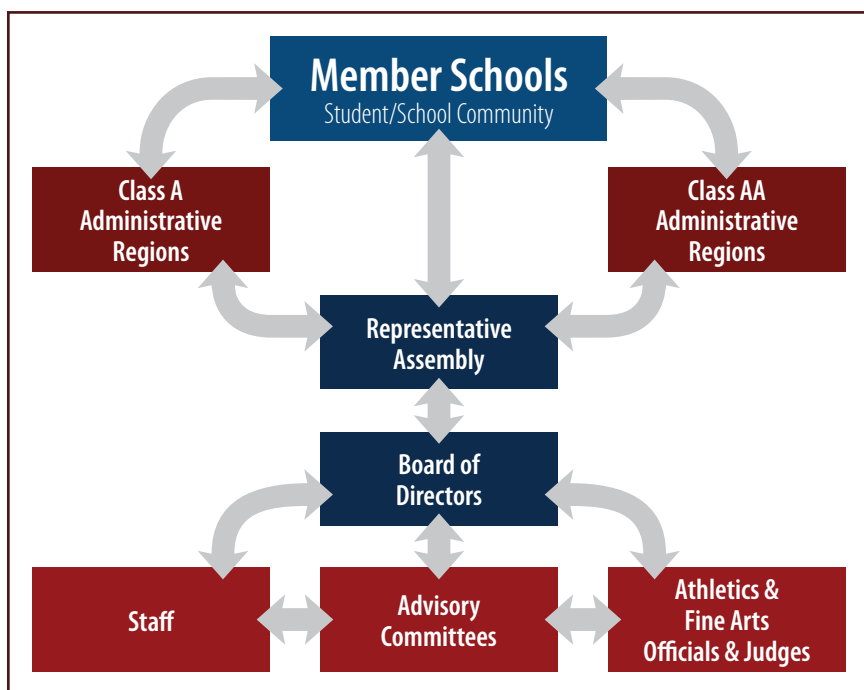 Member Schools
Student/School Community
Class A
Administrative
Regions
Class AA
Administrative
Regions
Representative
Assembly
Board of
Directors
Staff
Advisory
Committees
Athletics &
Fine Arts
Officials & Judges